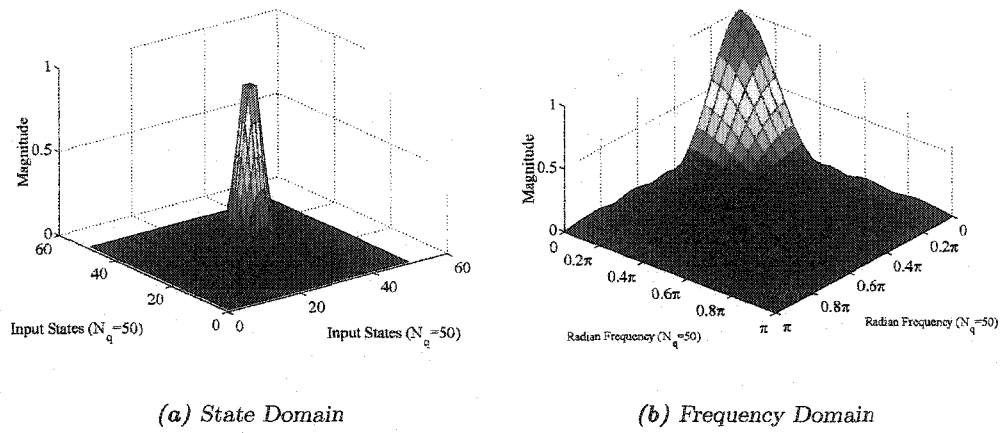 1
0.5
0
Magnitude
60
40
20
0
0
20
40
60
Input States (N_q=50)
Input States (N_q=50)
(a) State Domain
1
0.5
0
Magnitude
0
0.2π
0.4π
0.6π
0.8π
π
π
0.8π
0.6π
0.4π
0.2π
0
Radian Frequency (N_q=50)
Radian Frequency (N_q=50)
(b) Frequency Domain